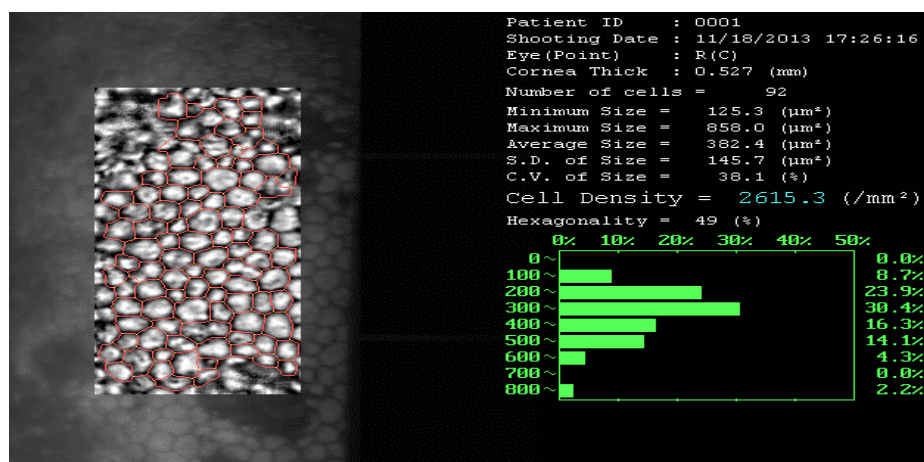 Patient ID : 0001
Shooting Date : 11/18/2013 17:26:16
Eye(Point) : R(C)
Cornea Thick : 0.527 (mm)
Number of cells = 92
Minimum Size = 125.3 (µm²)
Maximum Size = 858.0 (µm²)
Average Size = 382.4 (µm²)
S.D. of Size = 145.7 (µm²)
C.V. of Size = 38.1 (%)
Cell Density = 2615.3 (/mm²)
Hexagonality = 49 (%)
0% 10% 20% 30% 40% 50%
0~ 0.0%
100~ 8.7%
200~ 23.9%
300~ 30.4%
400~ 16.3%
500~ 14.1%
600~ 4.3%
700~ 0.0%
800~ 2.2%